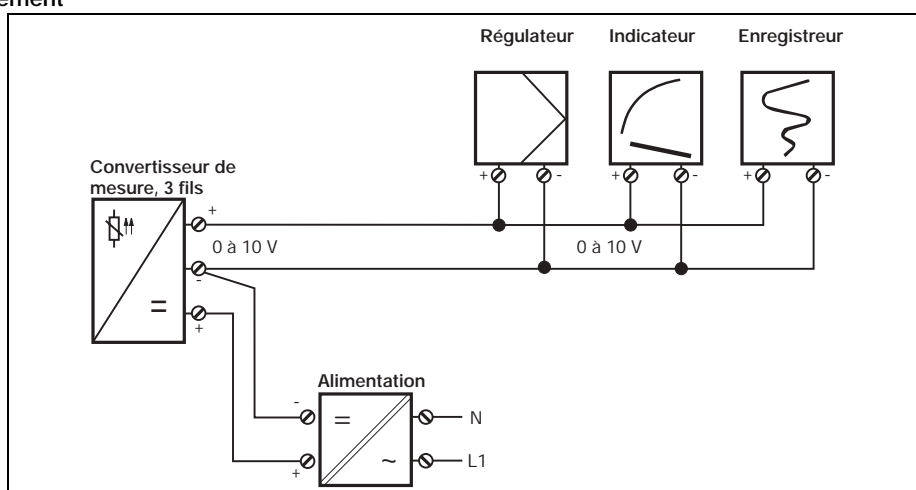 ement
Régulateur Indicateur Enregistreur
Convertisseur de
mesure, 3 fils
+ - + - + -
+
0 à 10 V 0 à 10 V
-
=
+
Alimentation
- = N
+ ~ L1